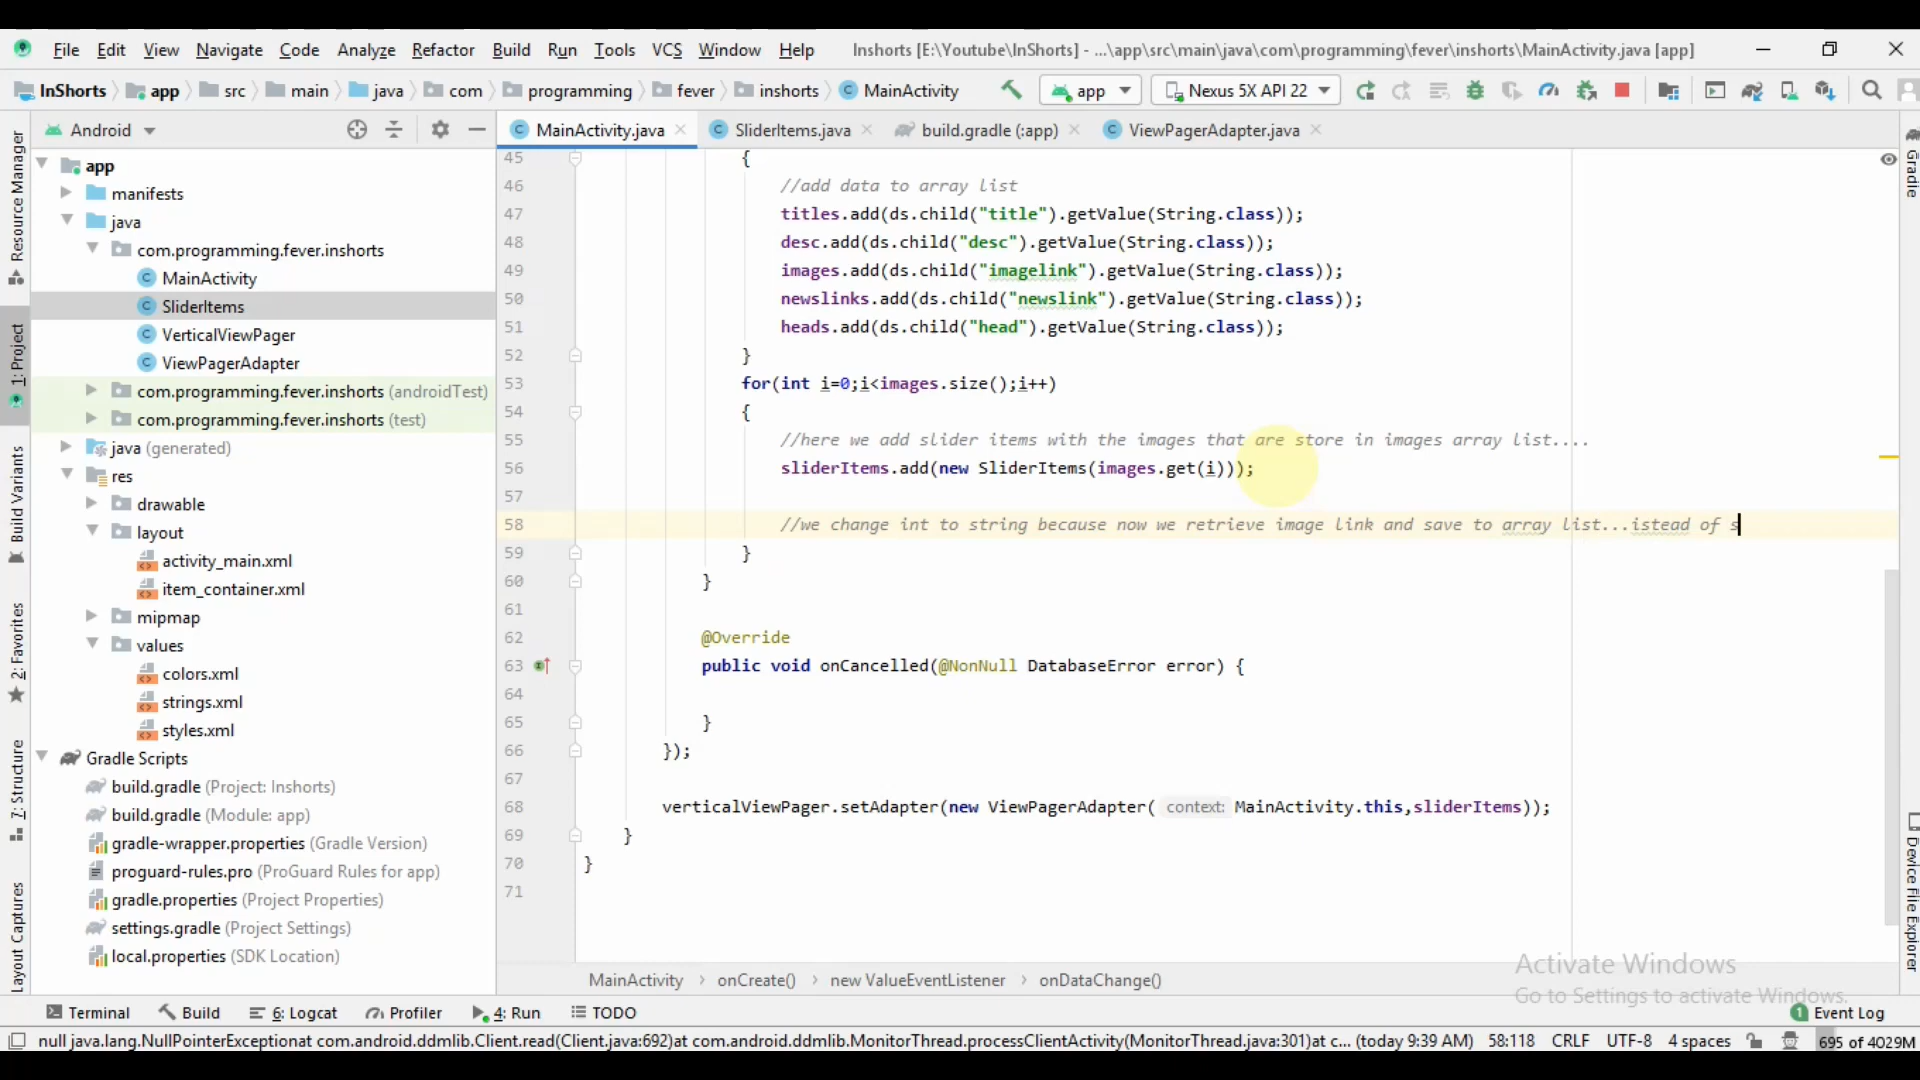 File Edit View Navigate Code Analyze Refactor Build Run Tools VCS Window Help Inshorts [E:\Youtube\InShorts] - ...\app\src\main\java\com\programming\fever\inshorts\MainActivity.java [app]
InShorts app src main java com programming fever inshorts MainActivity app Nexus 5X API 22
Android MainActivity.java SliderItems.java build.gradle (:app) ViewPagerAdapter.java
Resource Manager
1: Project
Build Variants
2: Favorites
7: Structure
Layout Captures
app
manifests
java
com.programming.fever.inshorts
MainActivity
SliderItems
VerticalViewPager
ViewPagerAdapter
com.programming.fever.inshorts (androidTest)
com.programming.fever.inshorts (test)
java (generated)
res
drawable
layout
activity_main.xml
item_container.xml
mipmap
values
colors.xml
strings.xml
styles.xml
Gradle Scripts
build.gradle (Project: Inshorts)
build.gradle (Module: app)
gradle-wrapper.properties (Gradle Version)
proguard-rules.pro (ProGuard Rules for app)
gradle.properties (Project Properties)
settings.gradle (Project Settings)
local.properties (SDK Location)
45 {
46 //add data to array list
47 titles.add(ds.child("title").getValue(String.class));
48 desc.add(ds.child("desc").getValue(String.class));
49 images.add(ds.child("imagelink").getValue(String.class));
50 newslinks.add(ds.child("newslink").getValue(String.class));
51 heads.add(ds.child("head").getValue(String.class));
52 }
53 for(int i=0;i<images.size();i++)
54 {
55 //here we add slider items with the images that are store in images array list....
56 sliderItems.add(new SliderItems(images.get(i)));
57
58 //we change int to string because now we retrieve image link and save to array list...istead of s
59 }
60 }
61
62 @Override
63 public void onCancelled(@NonNull DatabaseError error) {
64
65 }
66 });
67
68 verticalViewPager.setAdapter(new ViewPagerAdapter( context: MainActivity.this,sliderItems));
69 }
70 }
71
Gradle
Device File Explorer
Activate Windows
Go to Settings to activate Windows.
MainActivity › onCreate() › new ValueEventListener › onDataChange()
Terminal Build 6: Logcat Profiler 4: Run TODO 1 Event Log
null java.lang.NullPointerExceptionat com.android.ddmlib.Client.read(Client.java:692)at com.android.ddmlib.MonitorThread.processClientActivity(MonitorThread.java:301)at c... (today 9:39 AM) 58:118 CRLF UTF-8 4 spaces 695 of 4029M